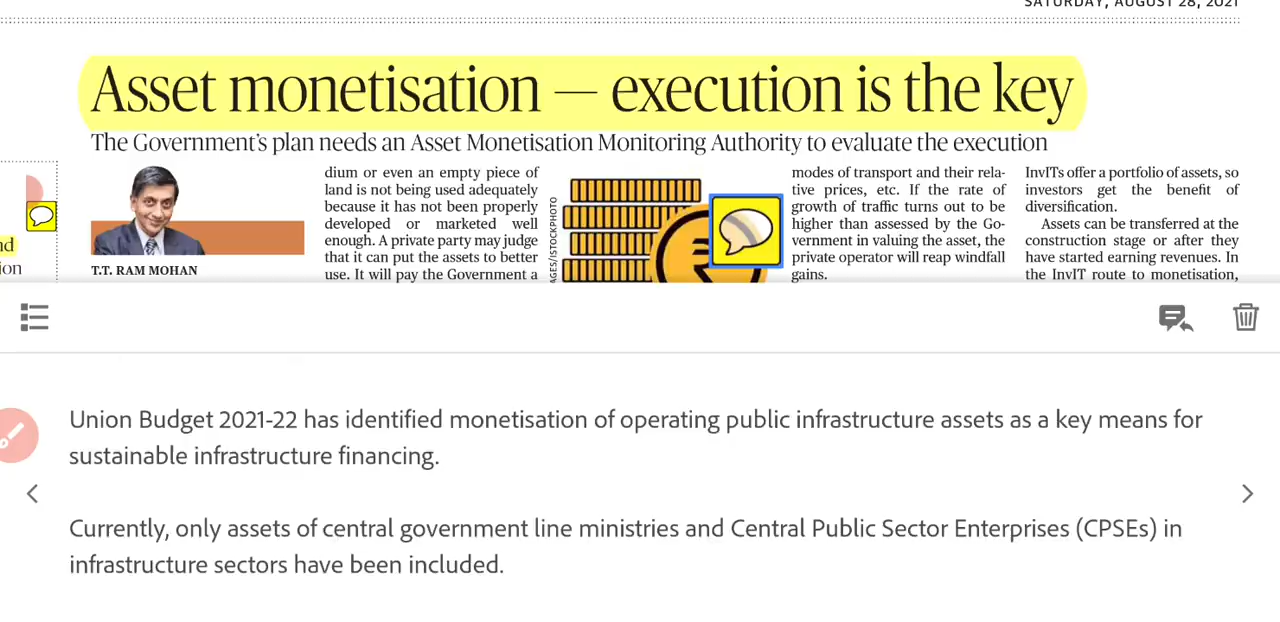 SATURDAY, AUGUST 28, 2021
Asset monetisation — execution is the key
The Government's plan needs an Asset Monetisation Monitoring Authority to evaluate the execution
T.T. RAM MOHAN
dium or even an empty piece of
land is not being used adequately
because it has not been properly
developed or marketed well
enough. A private party may judge
that it can put the assets to better
use. It will pay the Government a
AGES/ISTOCKPHOTO
modes of transport and their rela-
tive prices, etc. If the rate of
growth of traffic turns out to be
higher than assessed by the Go-
vernment in valuing the asset, the
private operator will reap windfall
gains.
InvITs offer a portfolio of assets, so
investors get the benefit of
diversification.
Assets can be transferred at the
construction stage or after they
have started earning revenues. In
the InvIT route to monetisation,
nd
ion
Union Budget 2021-22 has identified monetisation of operating public infrastructure assets as a key means for
sustainable infrastructure financing.
Currently, only assets of central government line ministries and Central Public Sector Enterprises (CPSEs) in
infrastructure sectors have been included.